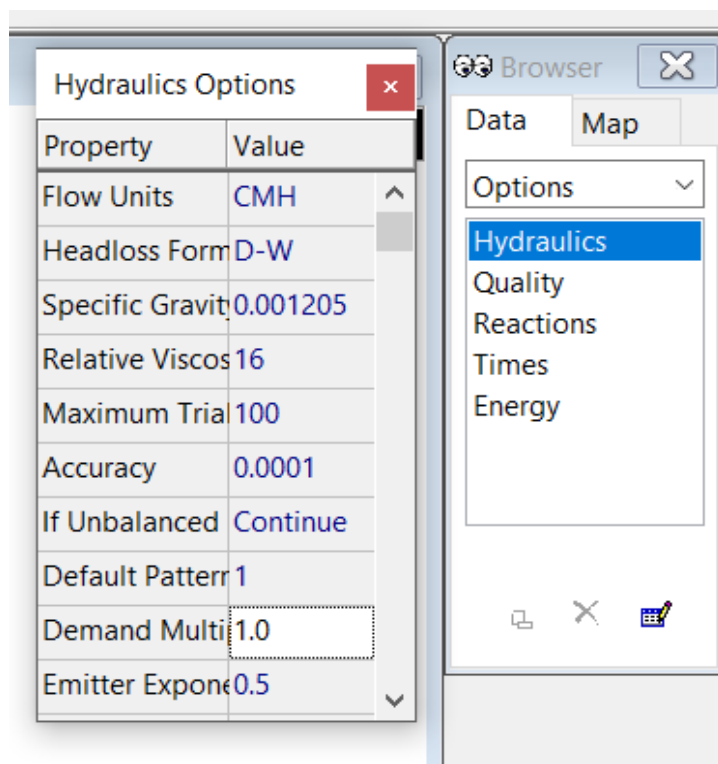 Hydraulics Options
Property Value
Flow Units CMH
Headloss Form D-W
Specific Gravit 0.001205
Relative Viscos 16
Maximum Trial 100
Accuracy 0.0001
If Unbalanced Continue
Default Pattern 1
Demand Multi 1.0
Emitter Expone 0.5
Browser
Data Map
Options
Hydraulics
Quality
Reactions
Times
Energy